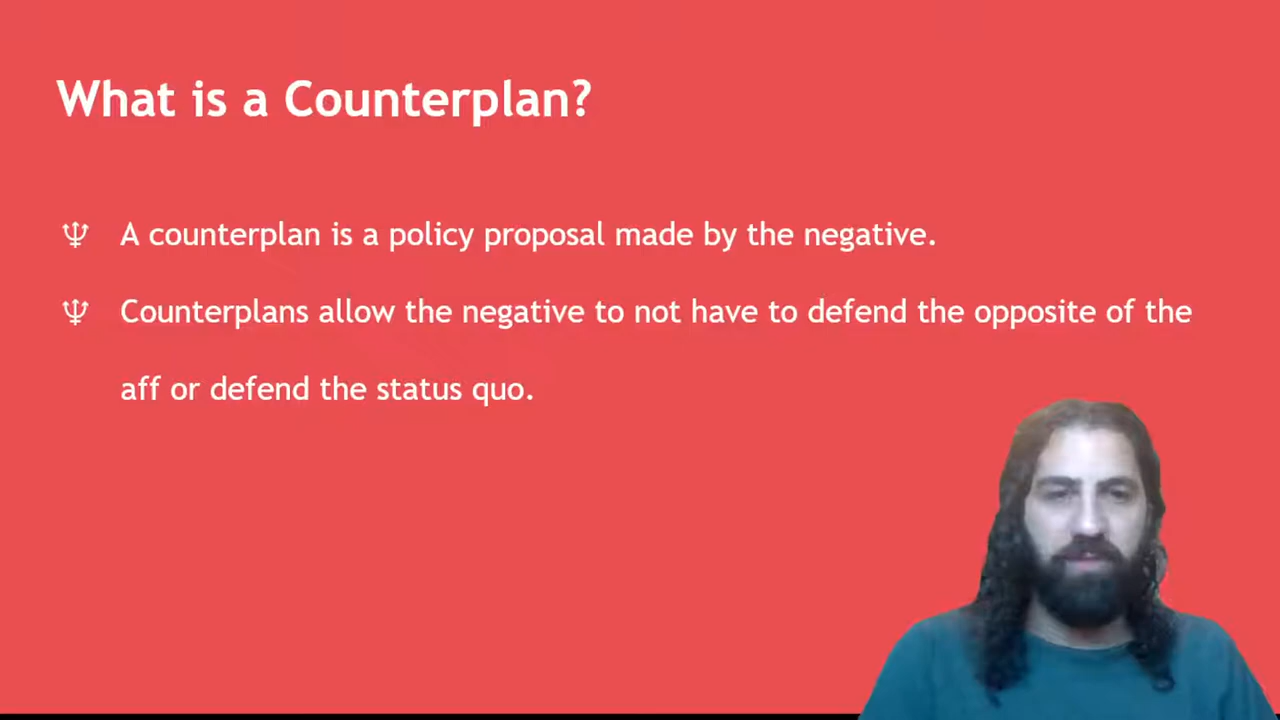 What is a Counterplan?
A counterplan is a policy proposal made by the negative.
Counterplans allow the negative to not have to defend the opposite of the
aff or defend the status quo.